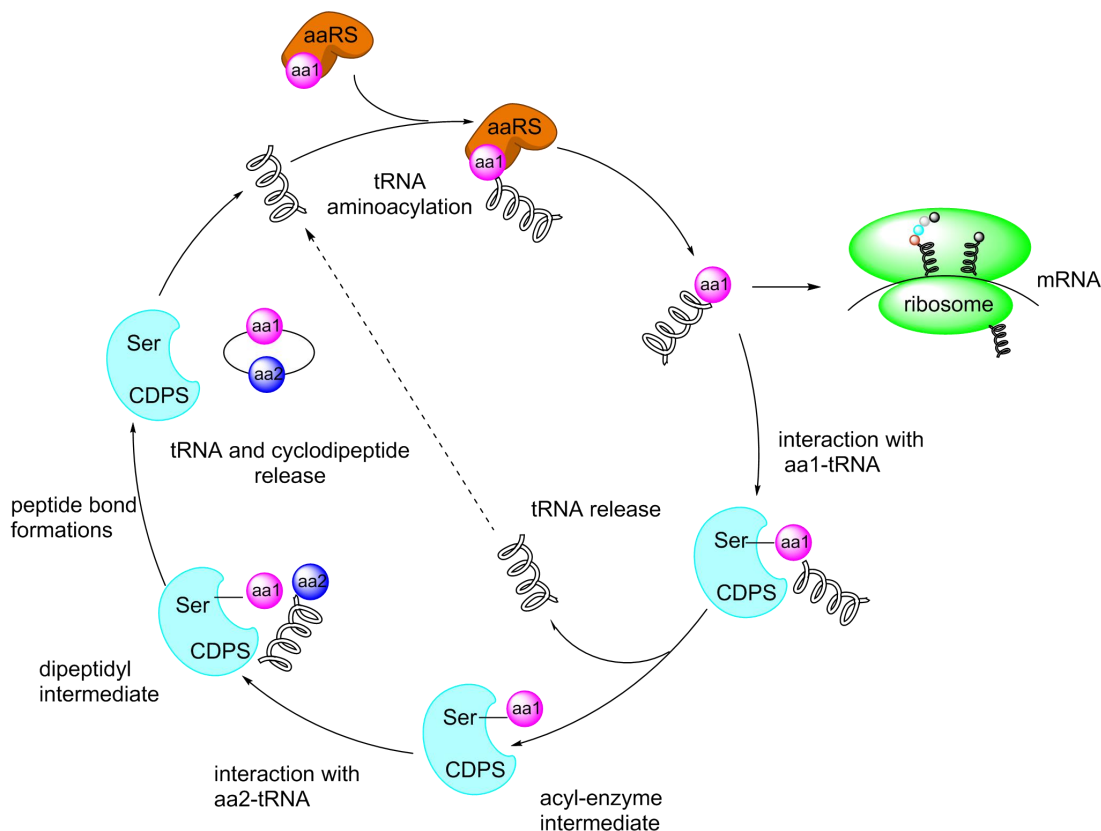 aaRS
aa1
aaRS
aa1
tRNA
aminoacylation
aa1
mRNA
ribosome
Ser
CDPS
aa1
aa2
interaction with
aa1-tRNA
tRNA and cyclodipeptide
release
peptide bond
formations
tRNA release
Ser
aa1
CDPS
Ser
aa1
aa2
CDPS
dipeptidyl
intermediate
Ser
aa1
CDPS
interaction with
aa2-tRNA
acyl-enzyme
intermediate